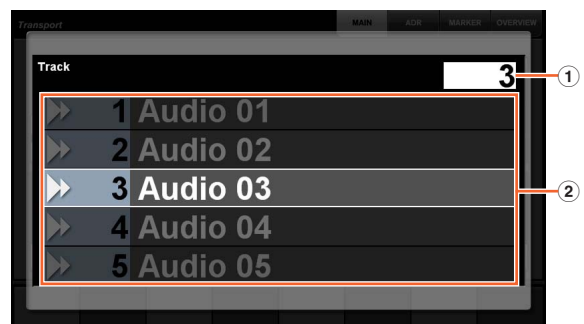 Transport MAIN ADR MARKER OVERVIEW
Track
3 1
1 Audio 01
2 Audio 02
3 Audio 03 2
4 Audio 04
5 Audio 05